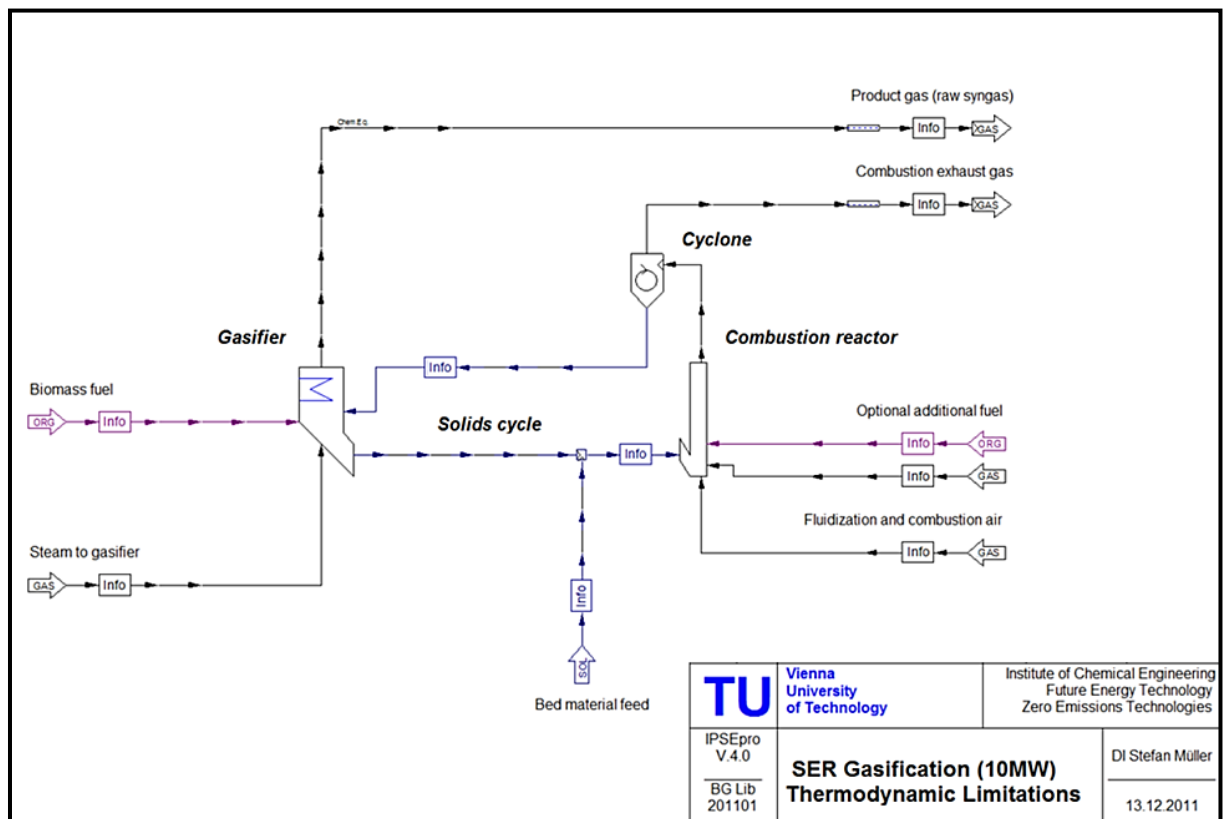 Product gas (raw syngas)
Chem.Eq.
Info
GAS
Combustion exhaust gas
Info
GAS
Cyclone
Gasifier
Combustion reactor
Info
Biomass fuel
ORG
Info
Solids cycle
Optional additional fuel
Info
ORG
Info
Info
GAS
Fluidization and combustion air
Info
GAS
Steam to gasifier
GAS
Info
Info
SOL
Bed material feed
TU
Vienna
University
of Technology
Institute of Chemical Engineering
Future Energy Technology
Zero Emissions Technologies
IPSEpro
V.4.0
BG Lib
201101
SER Gasification (10MW)
Thermodynamic Limitations
DI Stefan Müller
13.12.2011